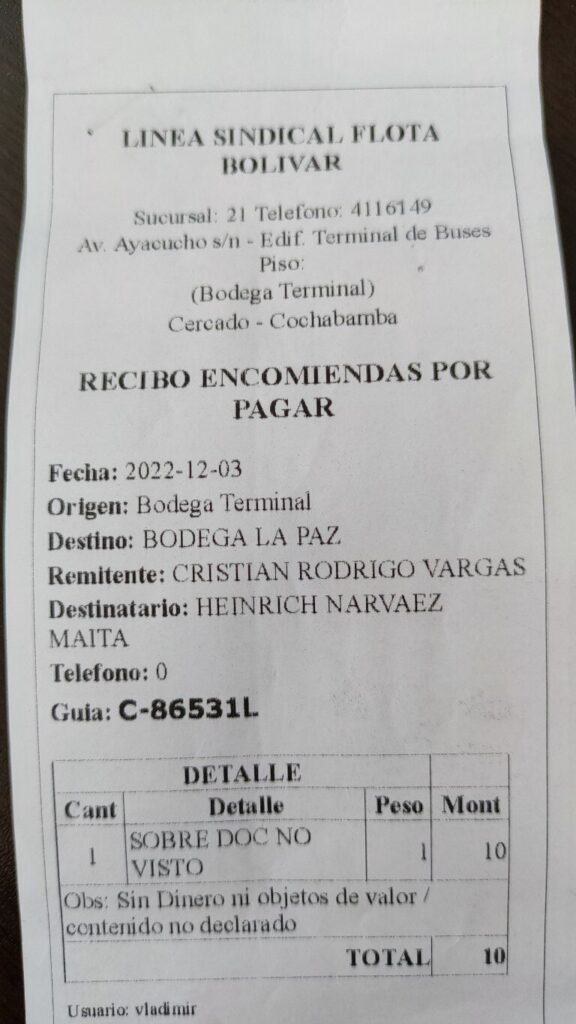 LINEA SINDICAL FLOTA
BOLIVAR
Sucursal: 21 Telefono: 4116149
Av. Ayacucho s/n - Edif. Terminal de Buses
Piso:
(Bodega Terminal)
Cercado - Cochabamba
RECIBO ENCOMIENDAS POR
PAGAR
Fecha: 2022-12-03
Origen: Bodega Terminal
Destino: BODEGA LA PAZ
Remitente: CRISTIAN RODRIGO VARGAS
Destinatario: HEINRICH NARVAEZ
MAITA
Telefono: 0
Guia: C-86531L
DETALLE
Cant Detalle Peso Mont
1 SOBRE DOC NO VISTO 1 10
Obs: Sin Dinero ni objetos de valor /
contenido no declarado
TOTAL 10
Usuario: vladimir